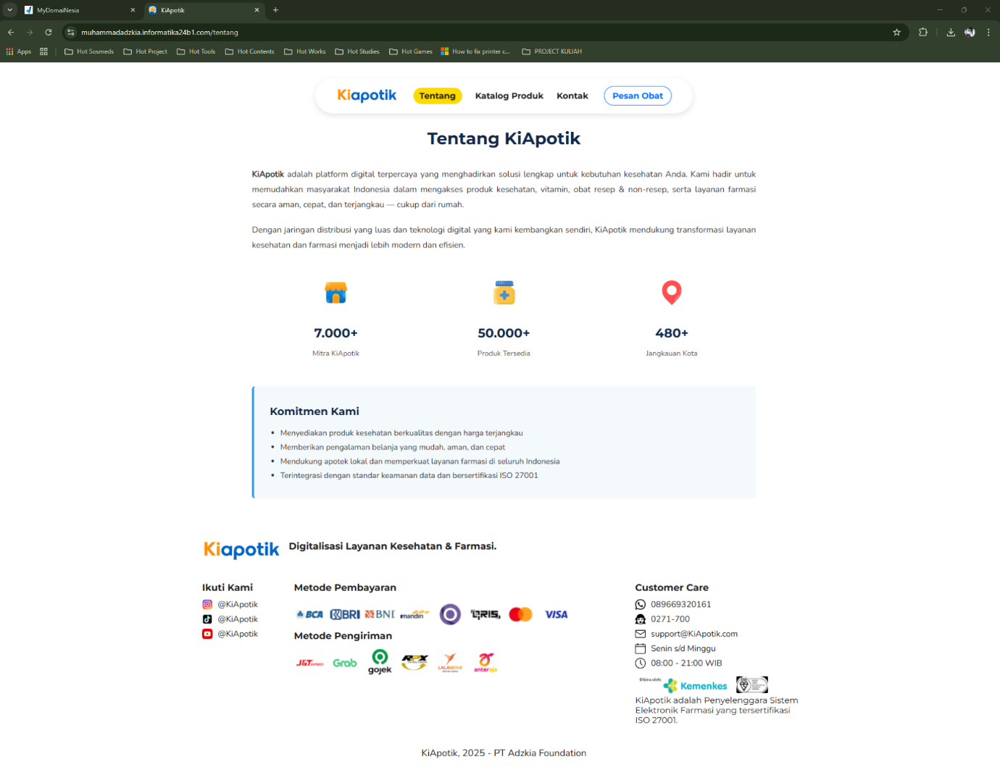 MyDomaiNesia
KiApotik
muhammadadzkia.informatika24b1.com/tentang
Apps
Hot Sosmeds
Hot Project
Hot Tools
Hot Contents
Hot Works
Hot Studies
Hot Games
How to fix printer c...
PROJECT KULIAH
Kiapotik
Tentang
Katalog Produk
Kontak
Pesan Obat
Tentang KiApotik
KiApotik adalah platform digital terpercaya yang menghadirkan solusi lengkap untuk kebutuhan kesehatan Anda. Kami hadir untuk
memudahkan masyarakat Indonesia dalam mengakses produk kesehatan, vitamin, obat resep & non-resep, serta layanan farmasi
secara aman, cepat, dan terjangkau — cukup dari rumah.
Dengan jaringan distribusi yang luas dan teknologi digital yang kami kembangkan sendiri, KiApotik mendukung transformasi layanan
kesehatan dan farmasi menjadi lebih modern dan efisien.
7.000+
Mitra KiApotik
50.000+
Produk Tersedia
480+
Jangkauan Kota
Komitmen Kami
• Menyediakan produk kesehatan berkualitas dengan harga terjangkau
• Memberikan pengalaman belanja yang mudah, aman, dan cepat
• Mendukung apotek lokal dan memperkuat layanan farmasi di seluruh Indonesia
• Terintegrasi dengan standar keamanan data dan bersertifikasi ISO 27001
Kiapotik
Digitalisasi Layanan Kesehatan & Farmasi.
Ikuti Kami
@KiApotik
@KiApotik
@KiApotik
Metode Pembayaran
BCA BRI BNI mandiri QRIS VISA
Metode Pengiriman
J&T EXPRESS Grab gojek RPX LALAMOVE anteraja
Customer Care
089669320161
0271-700
support@KiApotik.com
Senin s/d Minggu
08:00 - 21:00 WIB
Dibina oleh: Kemenkes
KiApotik adalah Penyelenggara Sistem
Elektronik Farmasi yang tersertifikasi
ISO 27001.
KiApotik, 2025 - PT Adzkia Foundation